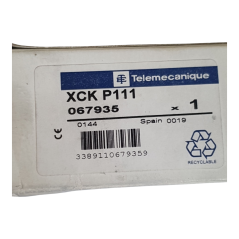 Telemecanique
XCK P111
067935 x 1
0144 Spain 0019
CE
3389110679359
RECYCLABLE